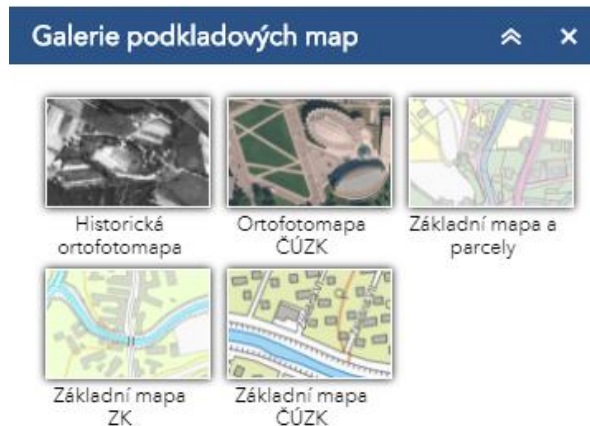 Galerie podkladových map
Historická
ortofotomapa
Ortofotomapa
ČÚZK
Základní mapa a
parcely
Základní mapa
ZK
Základní mapa
ČÚZK